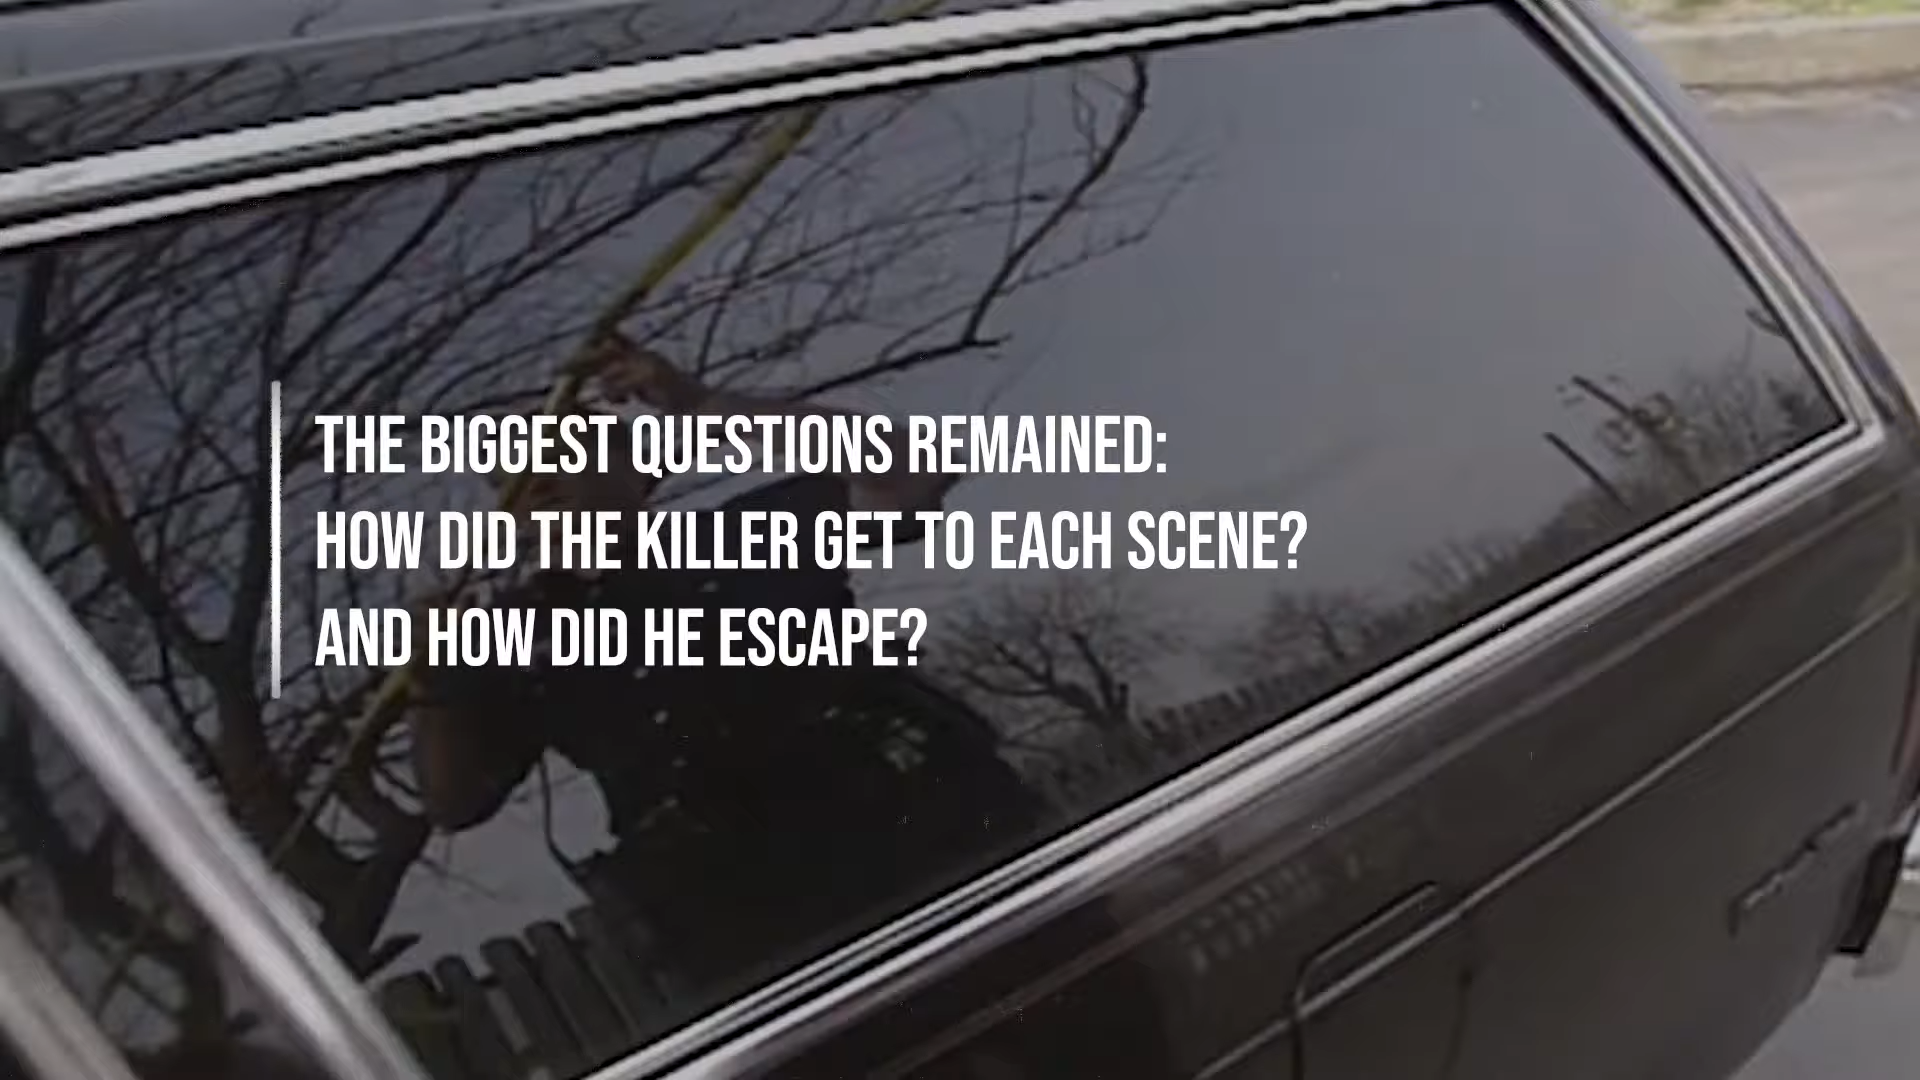 THE BIGGEST QUESTIONS REMAINED:
HOW DID THE KILLER GET TO EACH SCENE?
AND HOW DID HE ESCAPE?